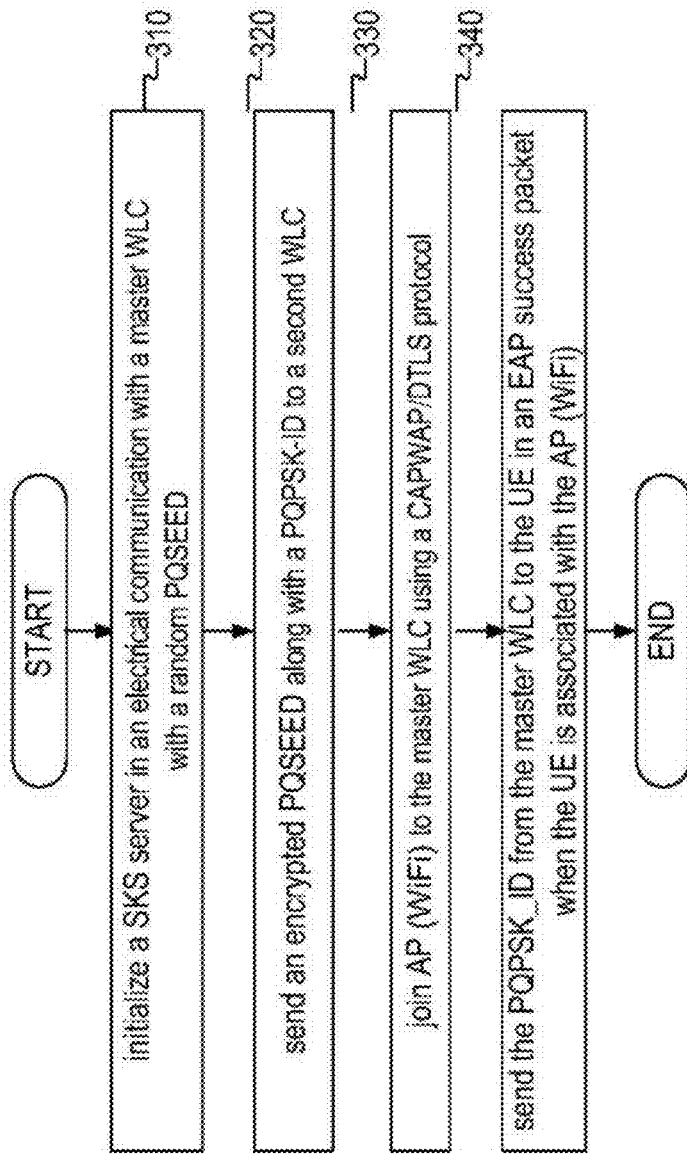 START
initialize a SKS server in an electrical communication with a master WLC
with a random PQSEED
310
send an encrypted PQSEED along with a PQPSK-ID to a second WLC
320
join AP (WiFi) to the master WLC using a CAPWAP/DTLS protocol
330
send the PQPSK_ID from the master WLC to the UE in an EAP success packet
when the UE is associated with the AP (WiFi)
340
END